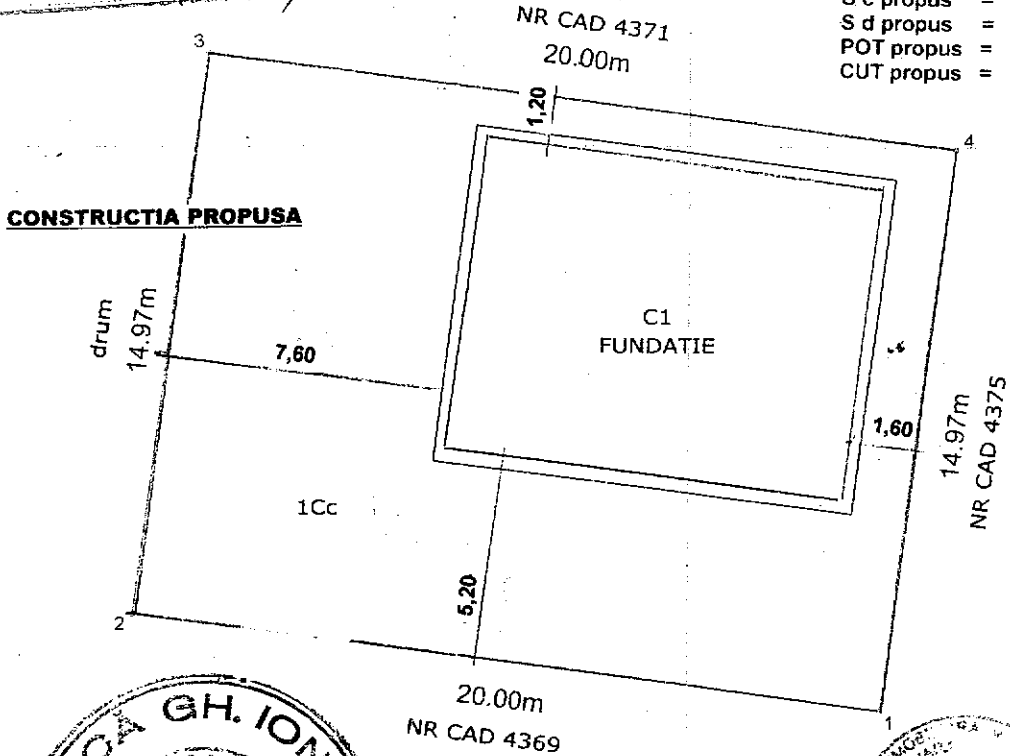 S d propus =
POT propus =
CUT propus =
NR CAD 4371
20.00m
3
1,20
4
CONSTRUCTIA PROPUSA
drum
14.97m
7,60
C1
FUNDATIE
1,60
14.97m
NR CAD 4375
1Cc
5,20
2
20.00m
NR CAD 4369
1
GH. ION